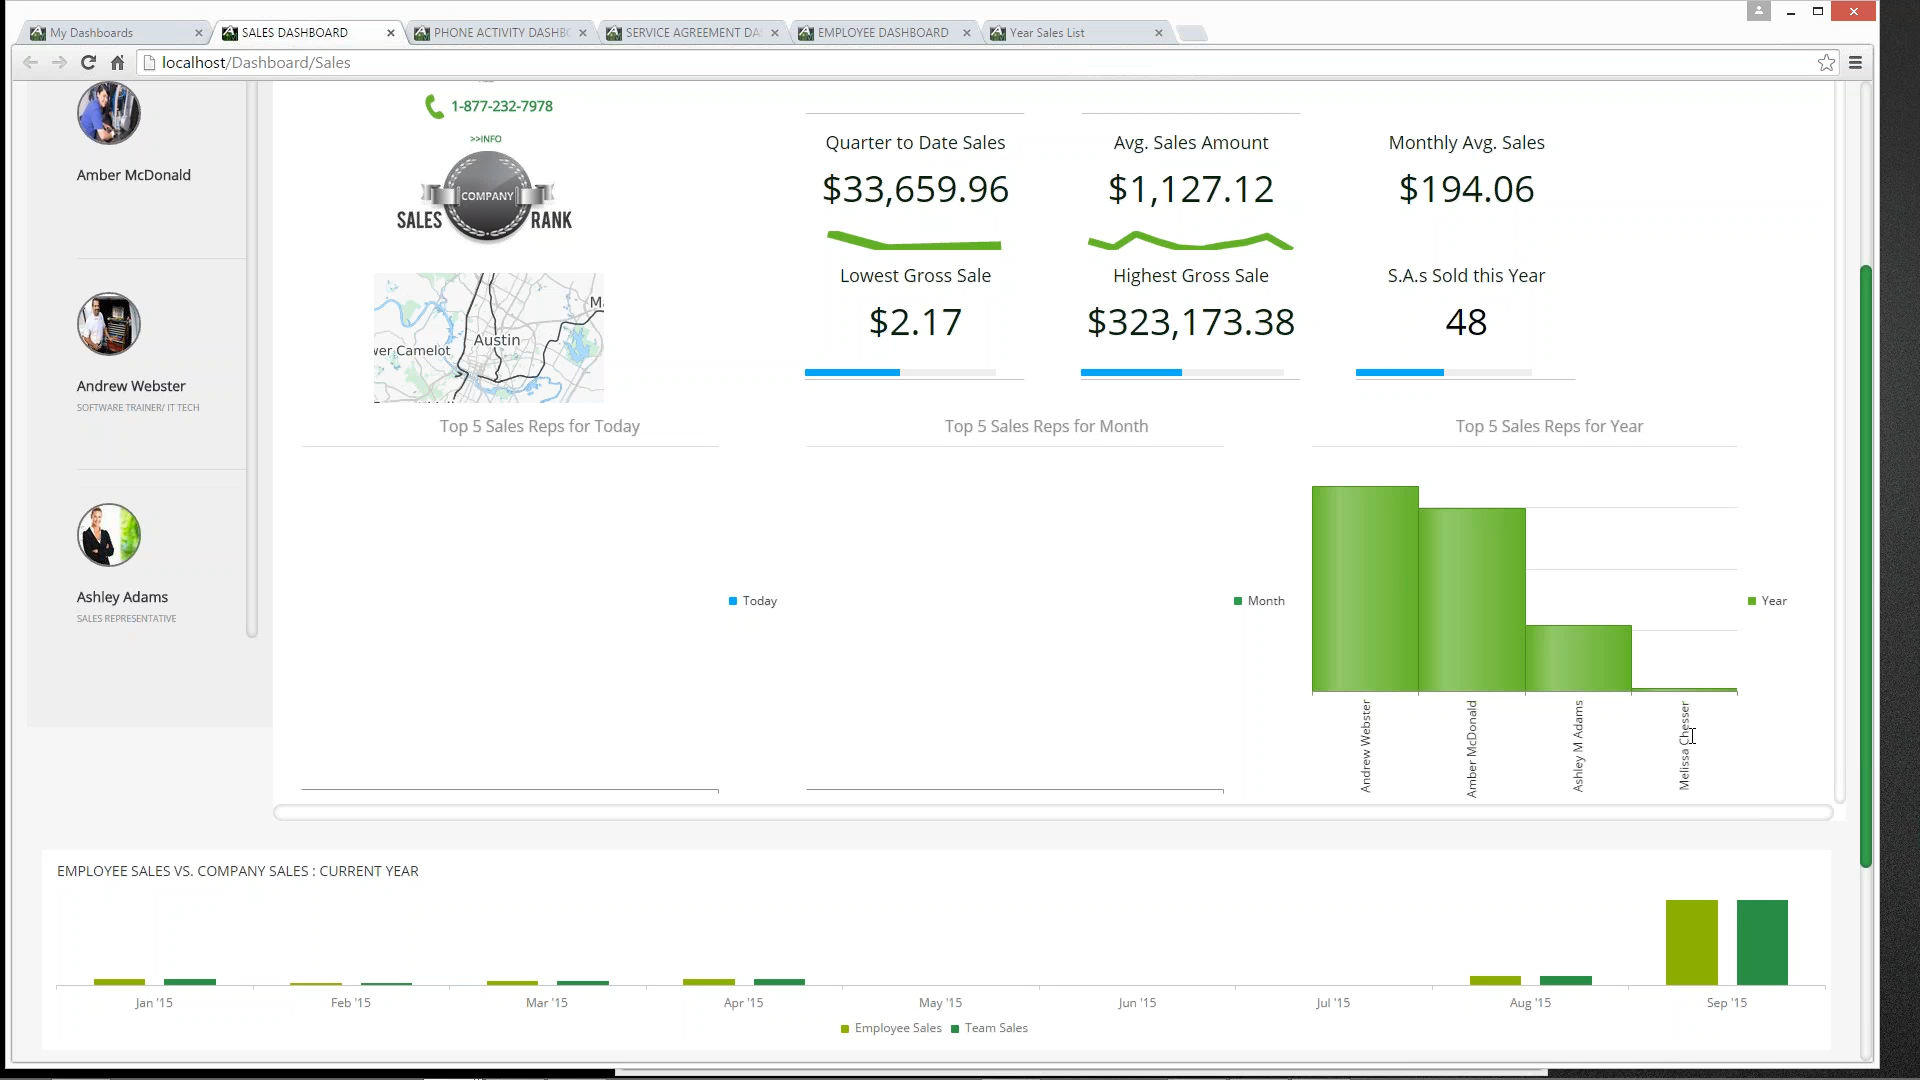 My Dashboards
SALES DASHBOARD
PHONE ACTIVITY DASHB
SERVICE AGREEMENT DA
EMPLOYEE DASHBOARD
Year Sales List
localhost/Dashboard/Sales
Amber McDonald
Andrew Webster
SOFTWARE TRAINER/ IT TECH
Ashley Adams
SALES REPRESENTATIVE
1-877-232-7978
>>INFO
COMPANY
SALES RANK
Austin
ver Camelot
Ma
Quarter to Date Sales
$33,659.96
Avg. Sales Amount
$1,127.12
Monthly Avg. Sales
$194.06
Lowest Gross Sale
$2.17
Highest Gross Sale
$323,173.38
S.A.s Sold this Year
48
Top 5 Sales Reps for Today
Today
Top 5 Sales Reps for Month
Month
Top 5 Sales Reps for Year
Year
Andrew Webster
Amber McDonald
Ashley M Adams
Melissa Chesser
EMPLOYEE SALES VS. COMPANY SALES : CURRENT YEAR
Jan '15 Feb '15 Mar '15 Apr '15 May '15 Jun '15 Jul '15 Aug '15 Sep '15
Employee Sales Team Sales